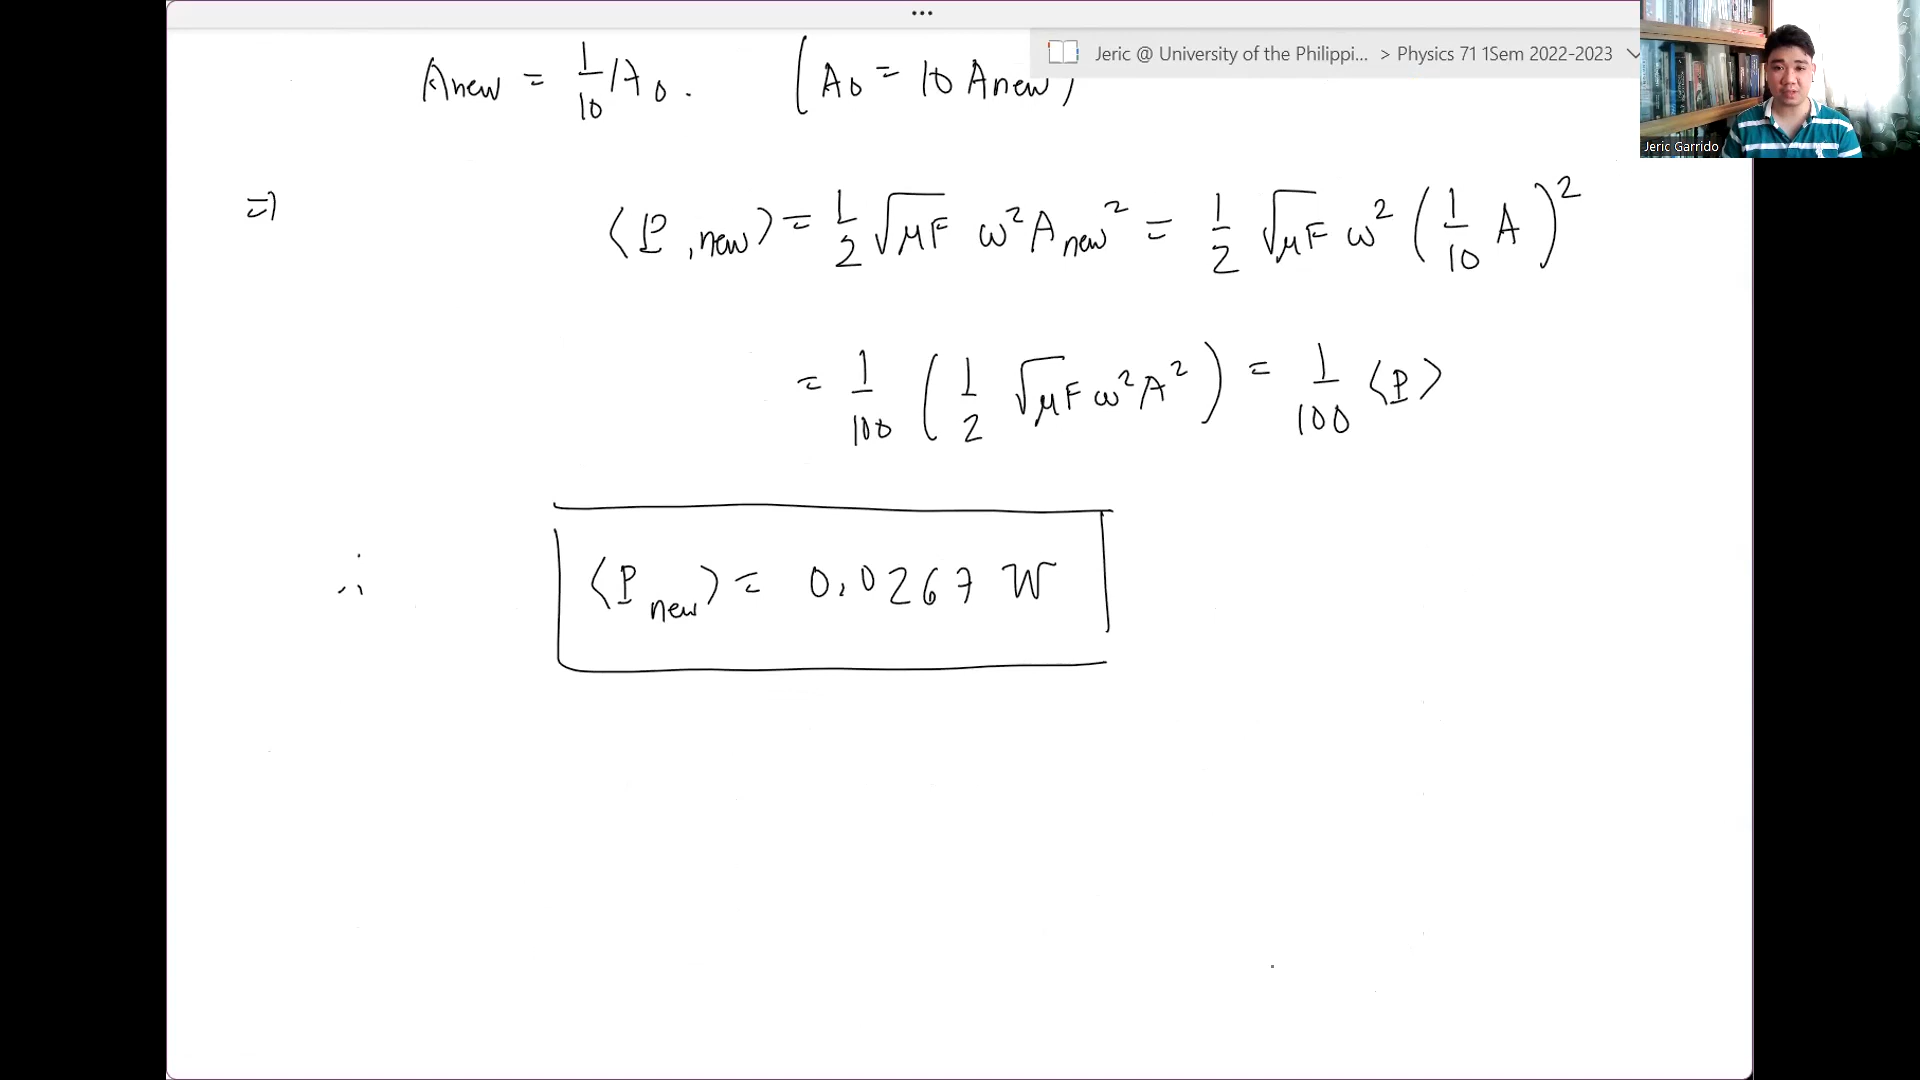 ...
Jeric @ University of the Philippi... > Physics 71 1Sem 2022-2023
Jeric Garrido
Anew = 1/10 A0. (A0 = 10 Anew)
⇒ ⟨P,new⟩ = 1/2 √μF ω² Anew² = 1/2 √μF ω² (1/10 A)²
= 1/100 (1/2 √μF ω² A²) = 1/100 ⟨P⟩
∴ ⟨Pnew⟩ = 0.0267 W